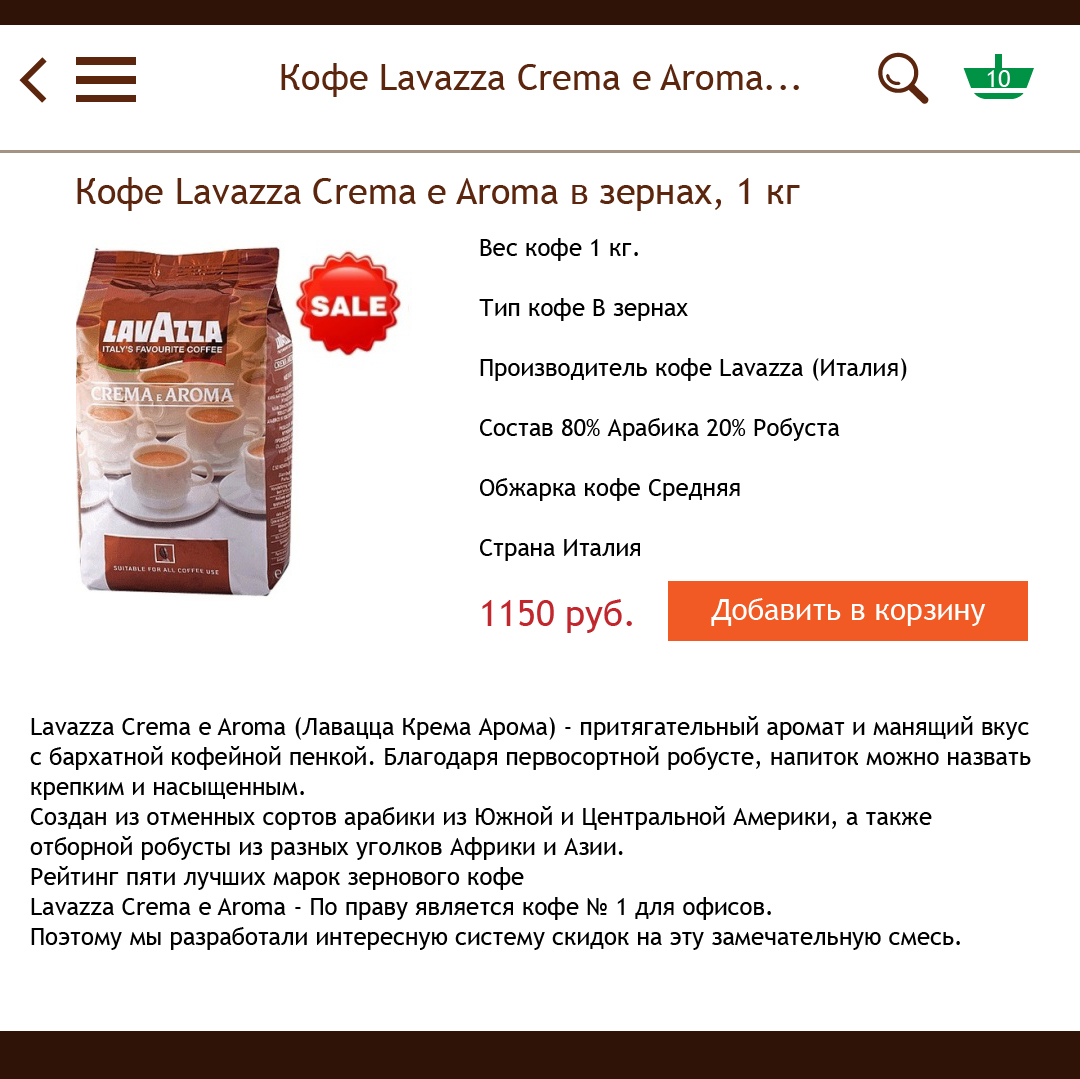 Кофе Lavazza Crema e Aroma...
10
Кофе Lavazza Crema e Aroma в зернах, 1 кг
LAVAZZA
ITALY'S FAVOURITE COFFEE
CREMA E AROMA
SUITABLE FOR ALL COFFEE USE
SALE
Вес кофе 1 кг.
Тип кофе В зернах
Производитель кофе Lavazza (Италия)
Состав 80% Арабика 20% Робуста
Обжарка кофе Средняя
Страна Италия
1150 руб.
Добавить в корзину
Lavazza Crema e Aroma (Лавацца Крема Арома) - притягательный аромат и манящий вкус
с бархатной кофейной пенкой. Благодаря первосортной робусте, напиток можно назвать
крепким и насыщенным.
Создан из отменных сортов арабики из Южной и Центральной Америки, а также
отборной робусты из разных уголков Африки и Азии.
Рейтинг пяти лучших марок зернового кофе
Lavazza Crema e Aroma - По праву является кофе № 1 для офисов.
Поэтому мы разработали интересную систему скидок на эту замечательную смесь.